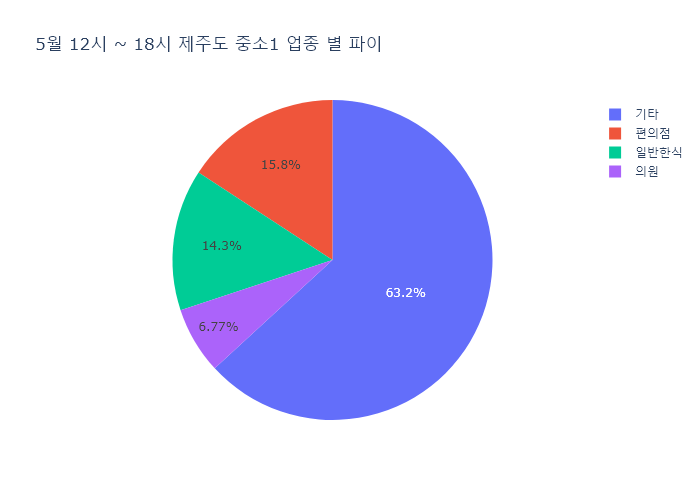 5월 12시 ~ 18시 제주도 중소1 업종 별 파이
기타
편의점
일반한식
의원
15.8%
14.3%
63.2%
6.77%